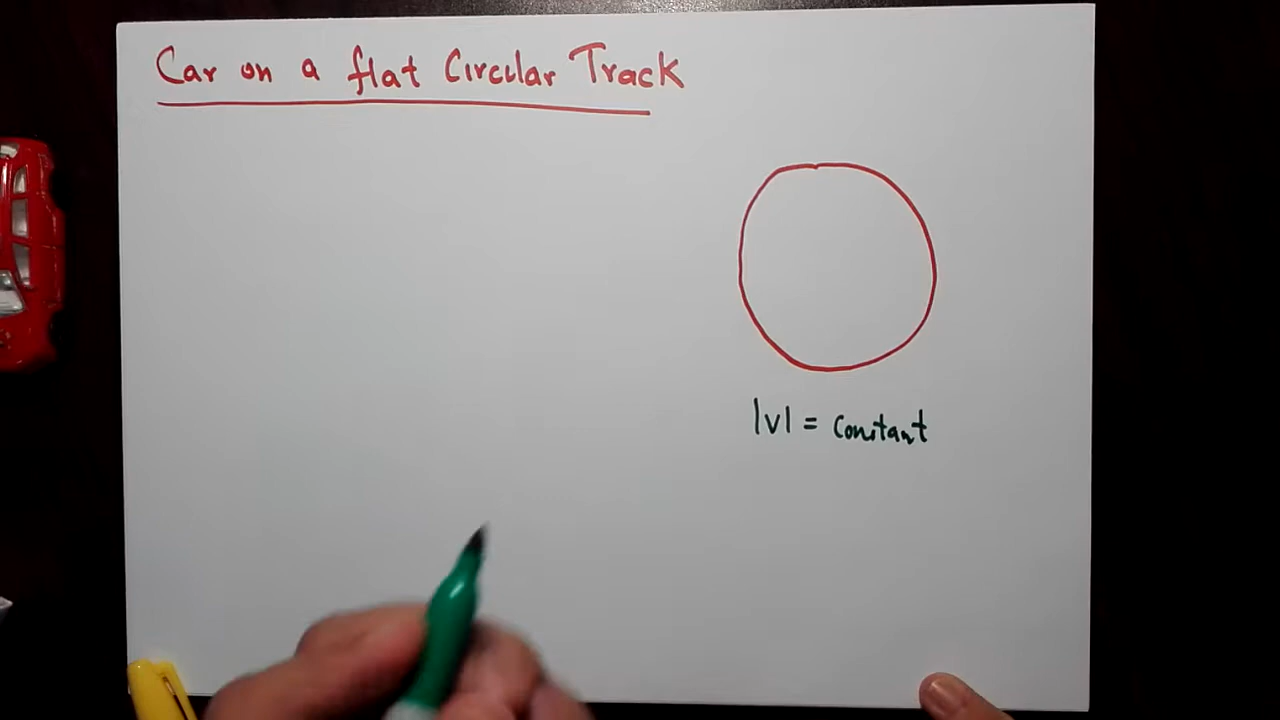 Car on a flat Circular Track
|v| = constant